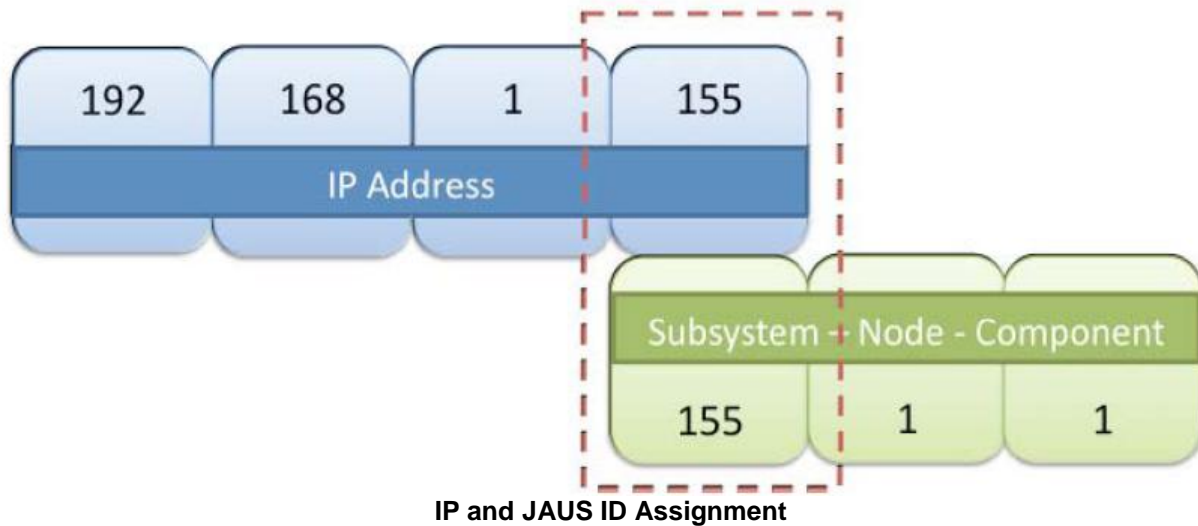 192 168 1 155
IP Address
Subsystem - Node - Component
155 1 1
IP and JAUS ID Assignment